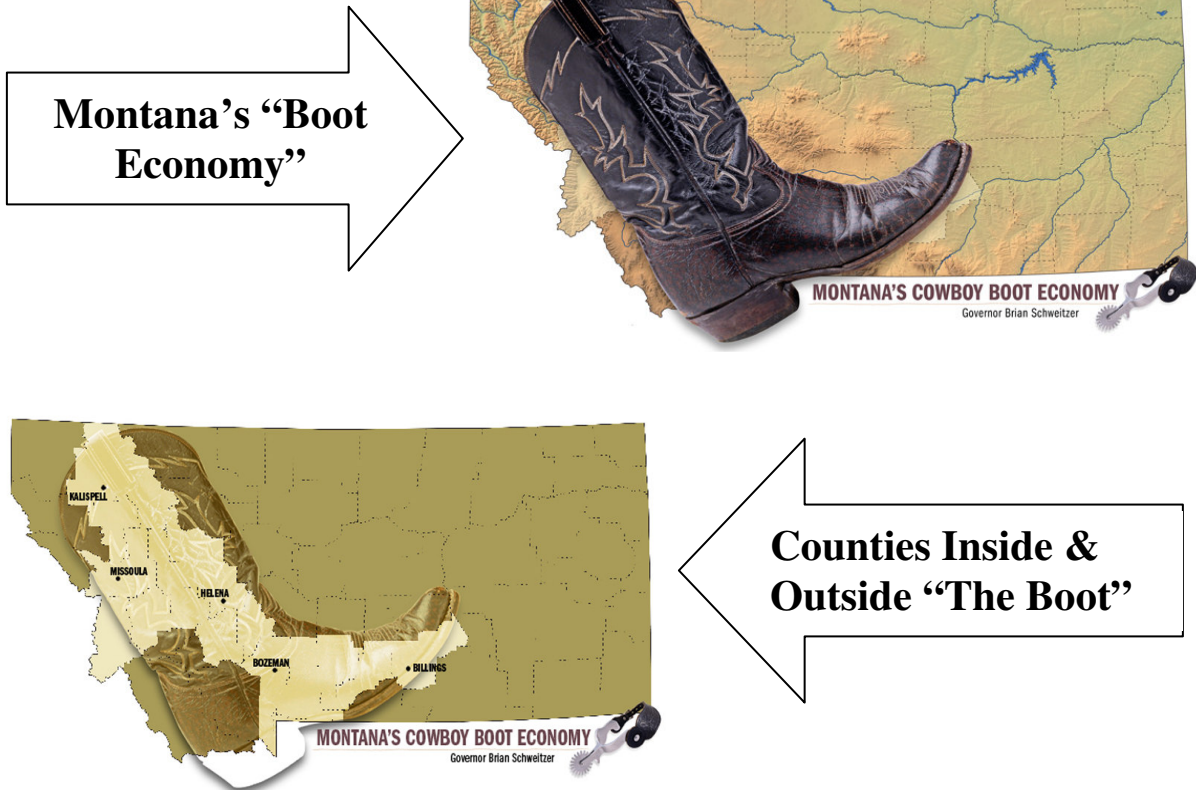 Montana’s “Boot
Economy”
MONTANA'S COWBOY BOOT ECONOMY
Governor Brian Schweitzer
KALISPELL
MISSOULA
HELENA
BOZEMAN
BILLINGS
MONTANA'S COWBOY BOOT ECONOMY
Governor Brian Schweitzer
Counties Inside &
Outside “The Boot”